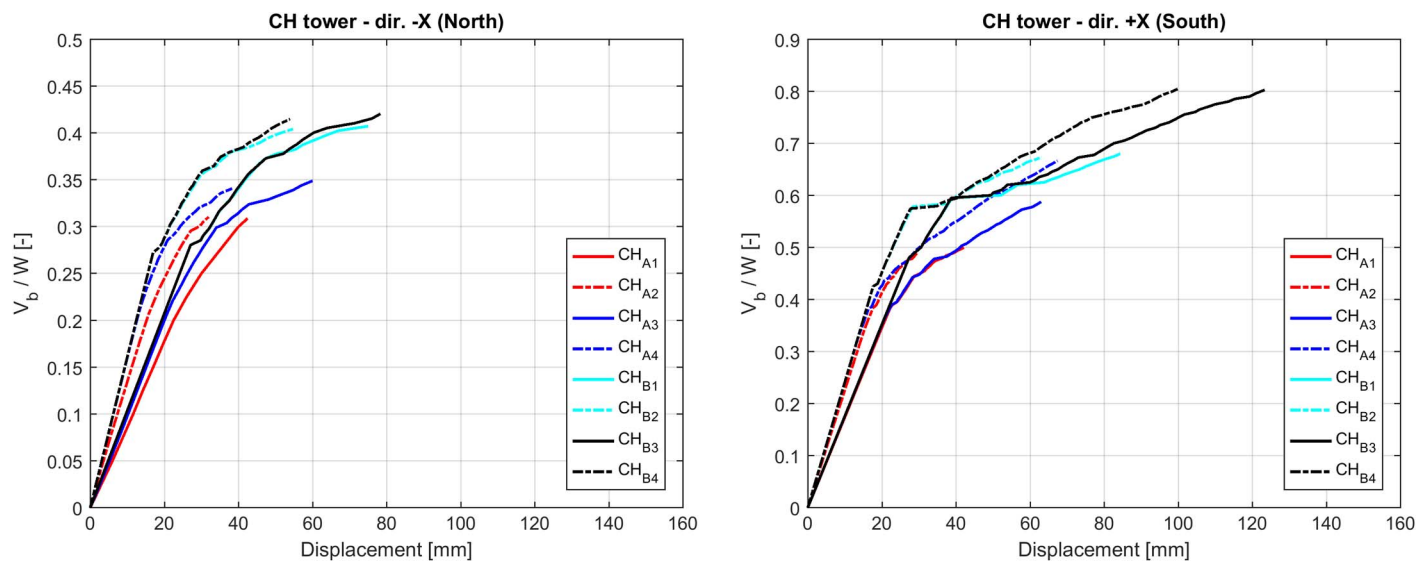 CH tower - dir. -X (North)
0.5
0.45
0.4
0.35
0.3
0.25
0.2
0.15
0.1
0.05
0
V_b / W [-]
0 20 40 60 80 100 120 140 160
Displacement [mm]
CH_A1
CH_A2
CH_A3
CH_A4
CH_B1
CH_B2
CH_B3
CH_B4
CH tower - dir. +X (South)
0.9
0.8
0.7
0.6
0.5
0.4
0.3
0.2
0.1
0
V_b / W [-]
0 20 40 60 80 100 120 140 160
Displacement [mm]
CH_A1
CH_A2
CH_A3
CH_A4
CH_B1
CH_B2
CH_B3
CH_B4